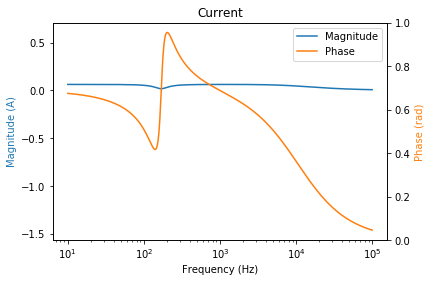 Current
Magnitude
Phase
0.5
0.0
-0.5
-1.0
-1.5
Magnitude (A)
1.0
0.8
0.6
0.4
0.2
0.0
Phase (rad)
10¹
10²
10³
10⁴
10⁵
Frequency (Hz)